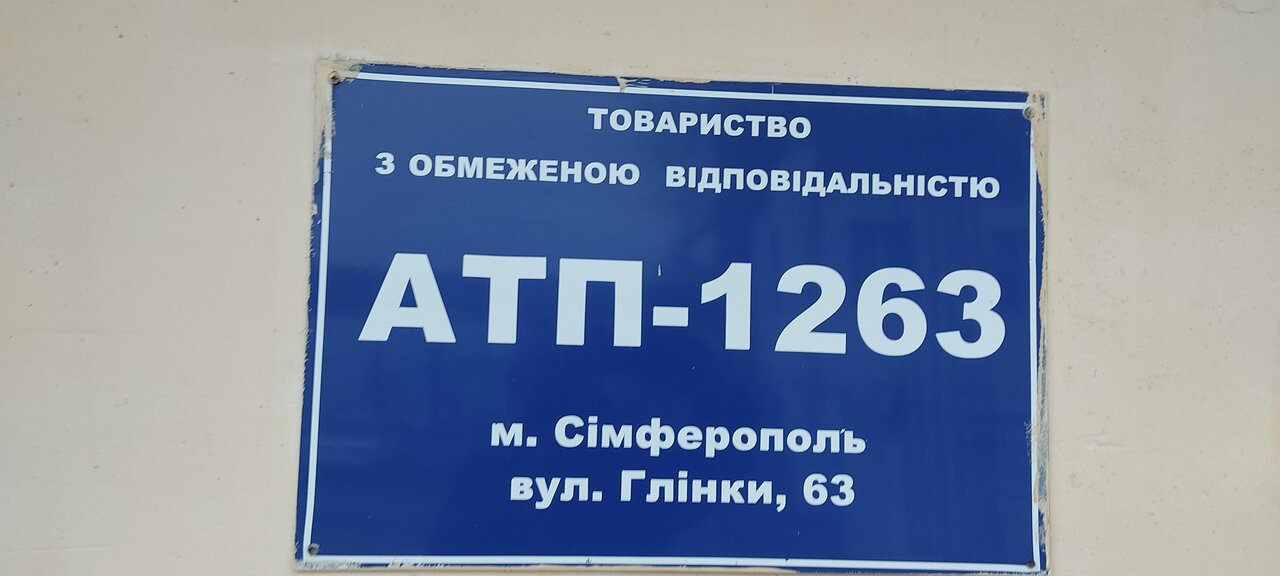 ТОВАРИСТВО
З ОБМЕЖЕНОЮ ВІДПОВІДАЛЬНІСТЮ
АТП-1263
м. Сімферополь
вул. Глінки, 63